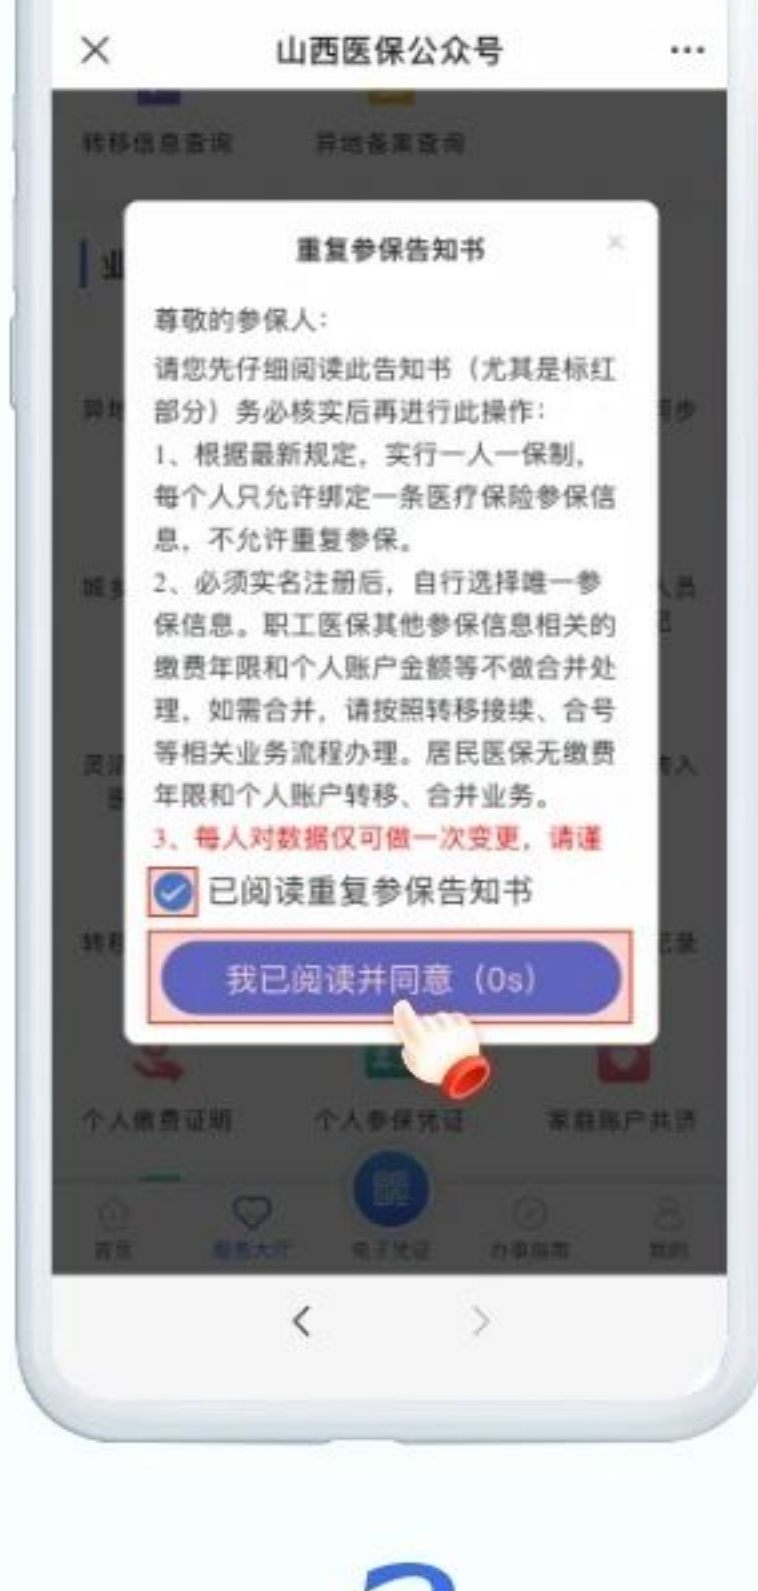 山西医保公众号
转移信息查询 异地备案查询
重复参保告知书
尊敬的参保人：
请您先仔细阅读此告知书（尤其是标红
部分）务必核实后再进行此操作：
1、根据最新规定，实行一人一保制，
每个人只允许绑定一条医疗保险参保信
息，不允许重复参保。
2、必须实名注册后，自行选择唯一参
保信息。职工医保其他参保信息相关的
缴费年限和个人账户金额等不做合并处
理，如需合并，请按照转移接续、合号
等相关业务流程办理。居民医保无缴费
年限和个人账户转移、合并业务。
3、每人对数据仅可做一次变更，请谨
已阅读重复参保告知书
我已阅读并同意（0s）
个人缴费证明 个人参保凭证 家庭账户共济
首页 服务大厅 电子凭证 办事指南 我的